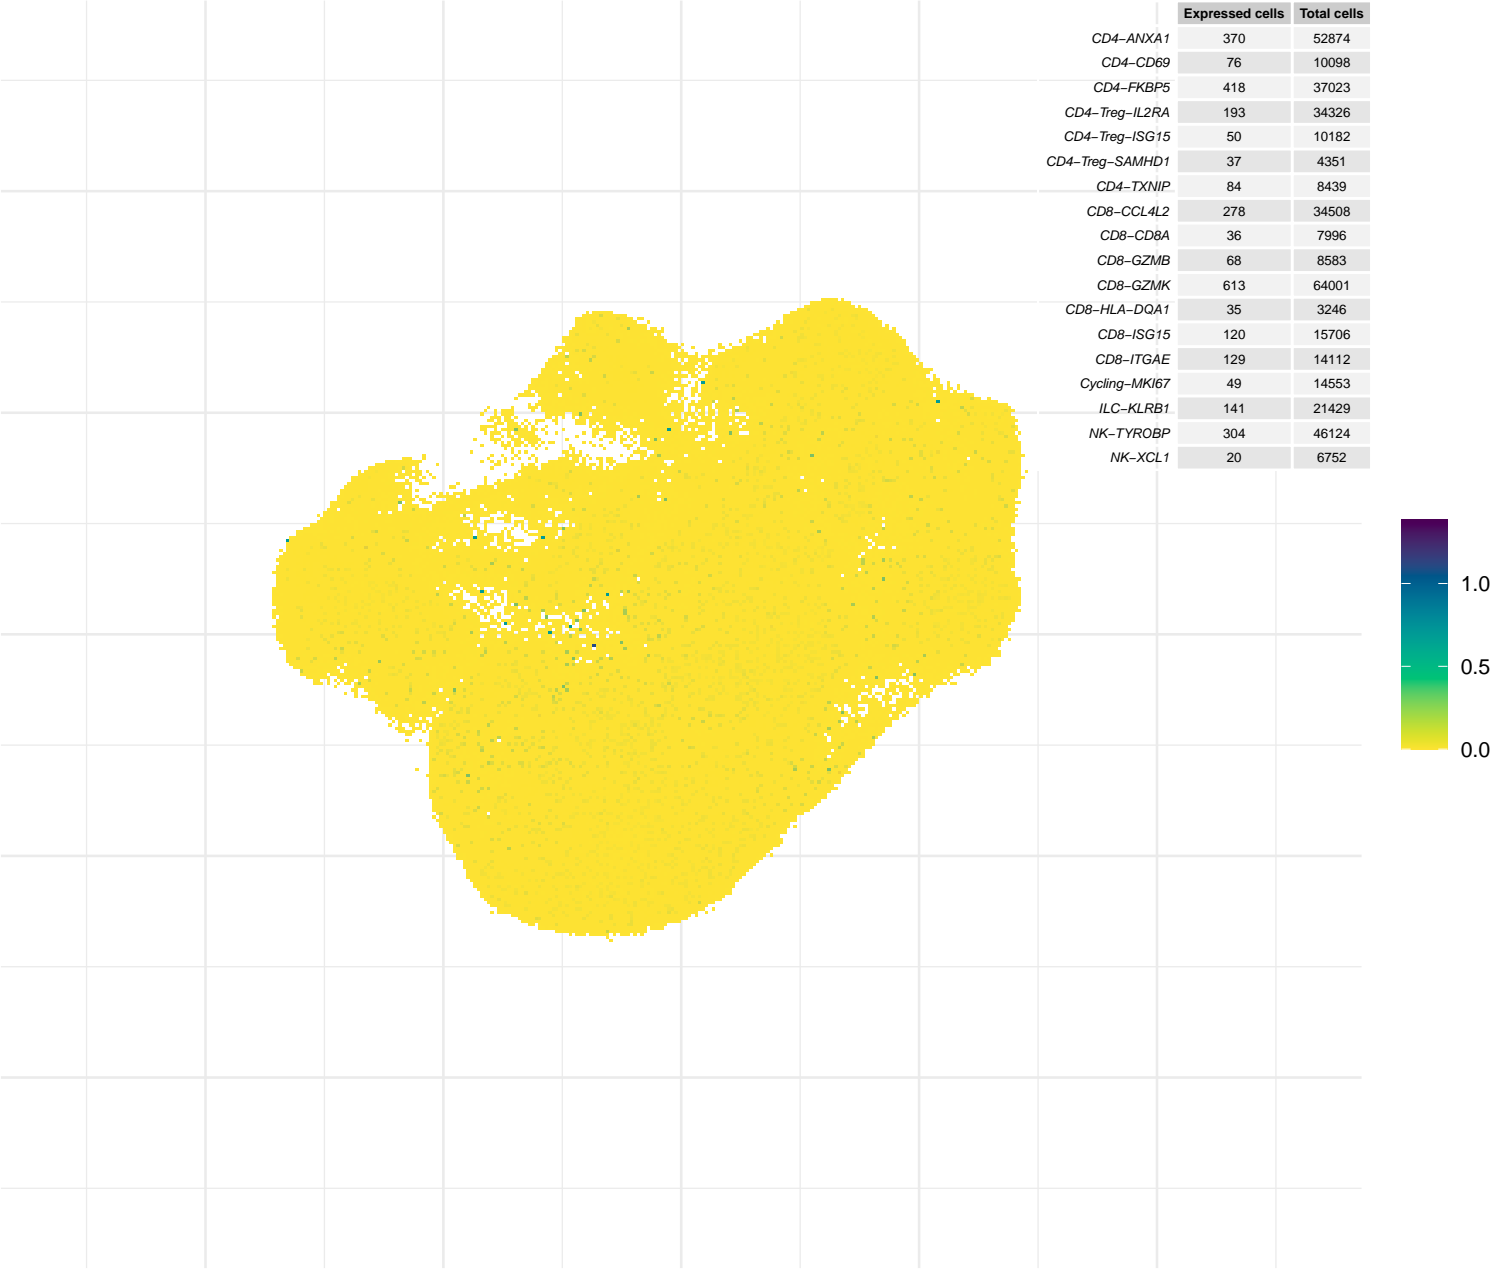 Expressed cells Total cells
CD4−ANXA1 370 52874
CD4−CD69 76 10098
CD4−FKBP5 418 37023
CD4−Treg−IL2RA 193 34326
CD4−Treg−ISG15 50 10182
CD4−Treg−SAMHD1 37 4351
CD4−TXNIP 84 8439
CD8−CCL4L2 278 34508
CD8−CD8A 36 7996
CD8−GZMB 68 8583
CD8−GZMK 613 64001
CD8−HLA−DQA1 35 3246
CD8−ISG15 120 15706
CD8−ITGAE 129 14112
Cycling−MKI67 49 14553
ILC−KLRB1 141 21429
NK−TYROBP 304 46124
NK−XCL1 20 6752
1.0
0.5
0.0